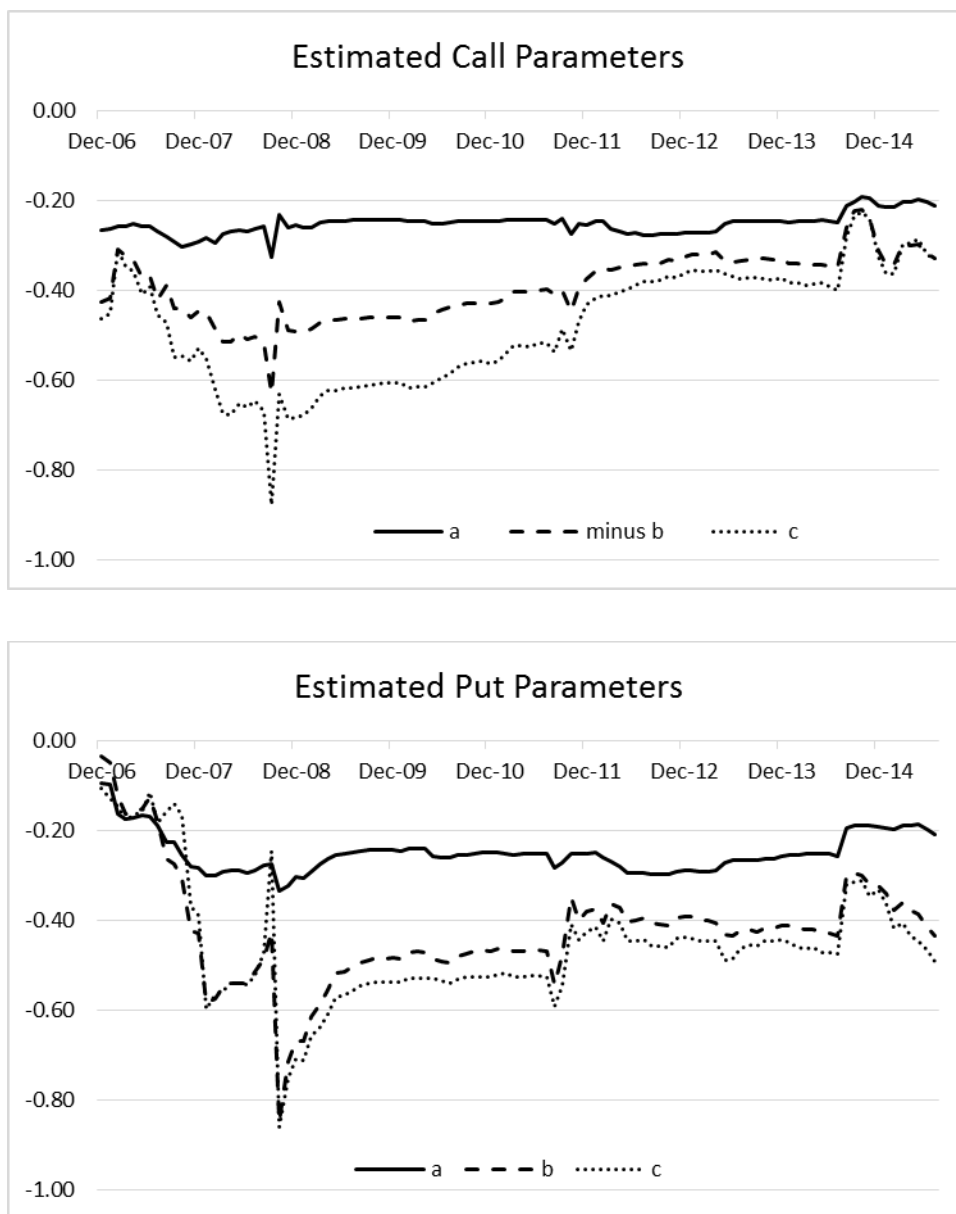 Estimated Call Parameters
0.00
Dec-06 Dec-07 Dec-08 Dec-09 Dec-10 Dec-11 Dec-12 Dec-13 Dec-14
-0.20
-0.40
-0.60
-0.80
a minus b c
-1.00
Estimated Put Parameters
0.00
Dec-06 Dec-07 Dec-08 Dec-09 Dec-10 Dec-11 Dec-12 Dec-13 Dec-14
-0.20
-0.40
-0.60
-0.80
a b c
-1.00